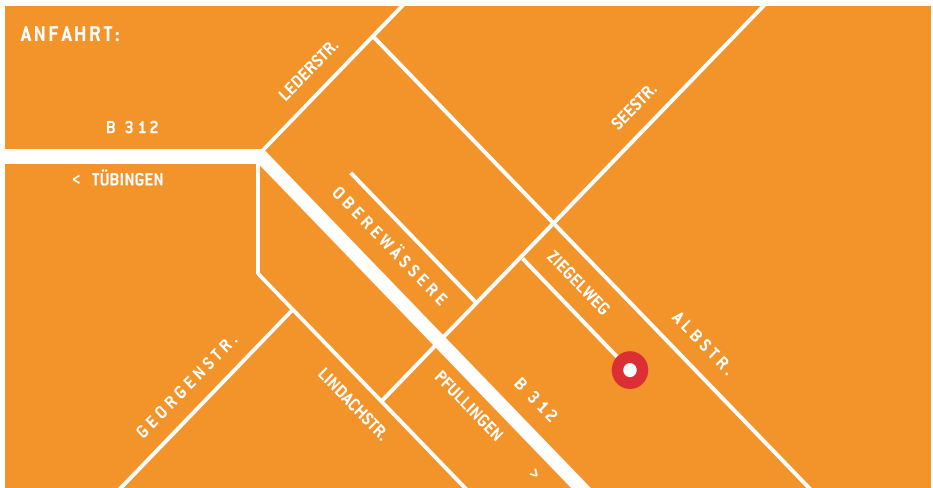 ANFAHRT:
LEDERSTR.
SEESTR.
B 312
< TÜBINGEN
OBEREWÄSSERE
ZIEGELWEG
ALBSTR.
GEORGENSTR.
LINDACHSTR.
PFULLINGEN >
B 312